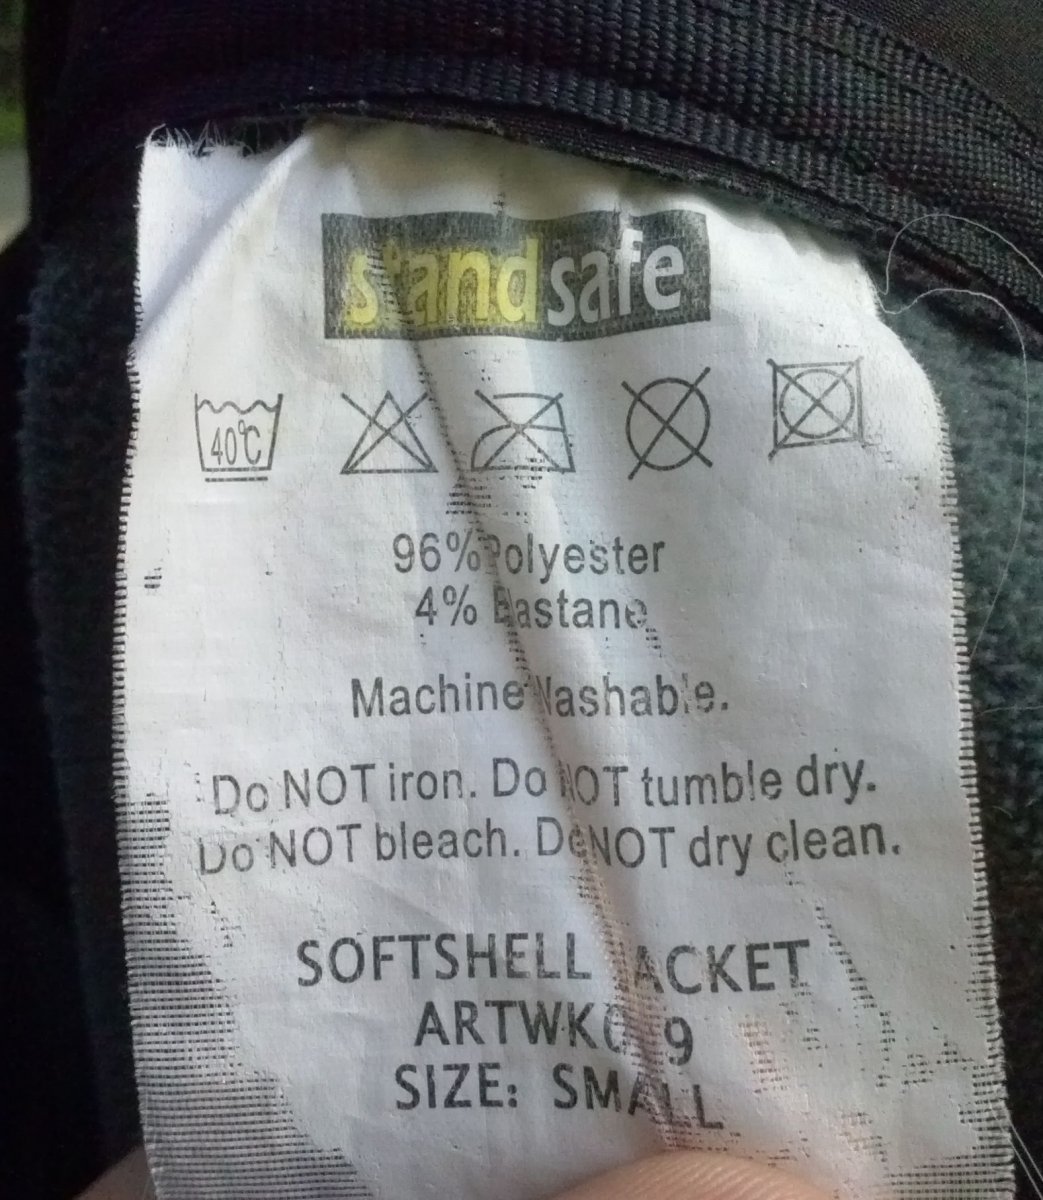 standsafe
40°C
96% Polyester
4% Elastane
Machine Washable.
Do NOT iron. Do NOT tumble dry.
Do NOT bleach. Do NOT dry clean.
SOFTSHELL JACKET
SIZE: SMALL